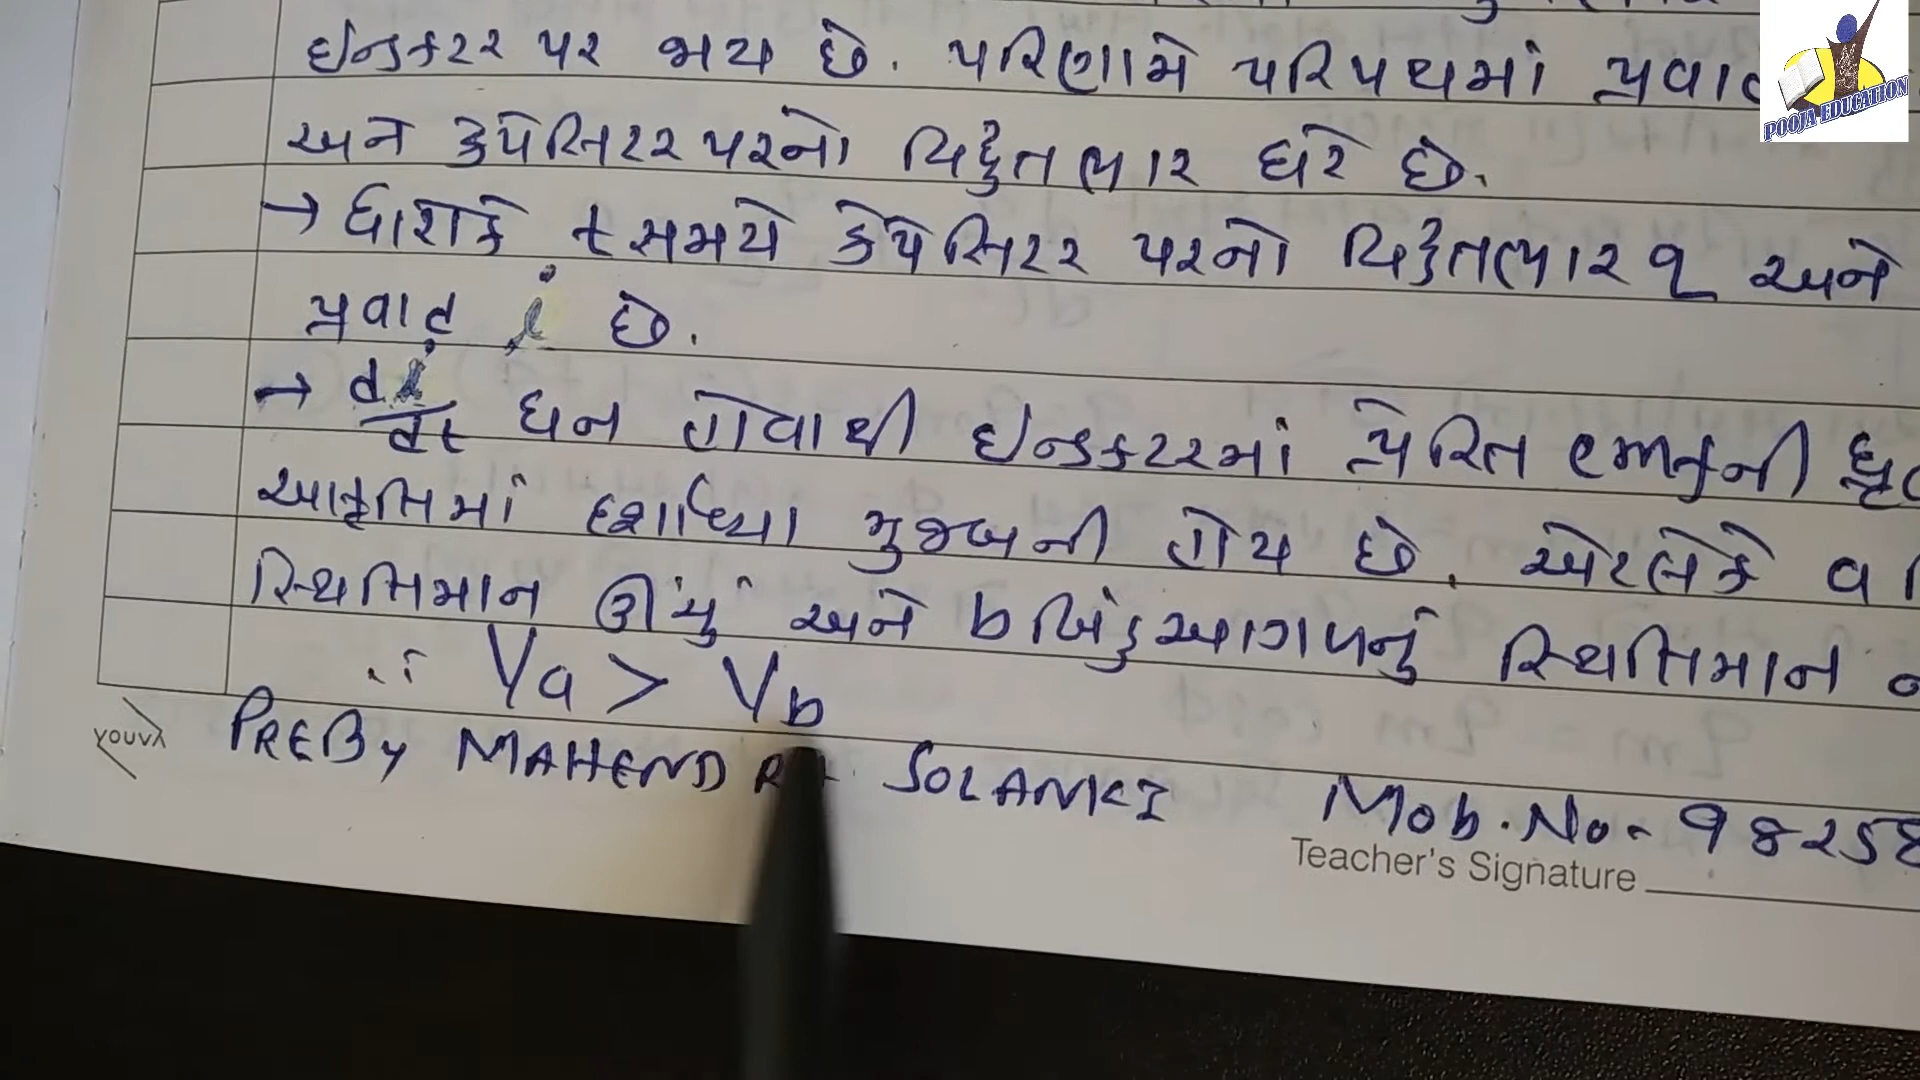 ઇન્ડક્ટર પર જાય છે. પરિણામે પરિપથમાં પ્રવાહ
અને કેપેસિટર પરનો વિદ્યુતભાર ઘટે છે.
→ ધારોકે t સમયે કેપેસિટર પરનો વિદ્યુતભાર q અને
પ્રવાહ i છે.
→ di/dt ધન હોવાથી ઇન્ડક્ટરમાં પ્રેરિત emfની
આકૃતિમાં દર્શાવ્યા મુજબની હોય છે. એટલેકે a
સ્થિતિમાન ઊંચું અને b બિંદુ આગળનું સ્થિતિમાન
∴ Va > Vb
PREBY MAHENDRA SOLANKI Mob. No. 98258
Teacher's Signature
youva
POOJA EDUCATION